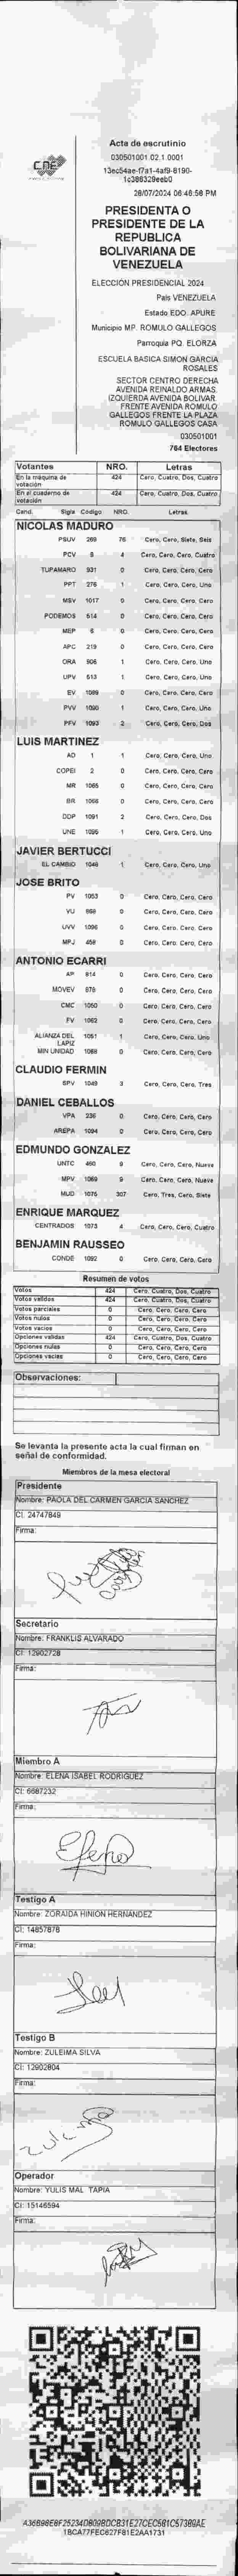 CNE
Acta de escrutinio
030501001.02.1.0001
28/07/2024 06:46:56 PM
PRESIDENTA O
PRESIDENTE DE LA
REPUBLICA
BOLIVARIANA DE
VENEZUELA
ELECCIÓN PRESIDENCIAL 2024
País VENEZUELA
Estado EDO. APURE
Municipio MP. ROMULO GALLEGOS
Parroquia PQ. ELORZA
ESCUELA BASICA SIMON GARCIA
ROSALES
SECTOR CENTRO DERECHA
AVENIDA REINALDO ARMAS.
IZQUIERDA AVENIDA BOLIVAR.
FRENTE AVENIDA ROMULO
GALLEGOS FRENTE LA PLAZA
ROMULO GALLEGOS CASA
030501001
764 Electores
Votantes NRO. Letras
En la máquina de votación 424 Cero, Cuatro, Dos, Cuatro
En el cuaderno de votación 424 Cero, Cuatro, Dos, Cuatro
Cand. Sigla Código NRO. Letras
NICOLAS MADURO
PSUV 269 76 Cero, Cero, Siete, Seis
PCV 8 4 Cero, Cero, Cero, Cuatro
TUPAMARO 931 0 Cero, Cero, Cero, Cero
PPT 276 1 Cero, Cero, Cero, Uno
MSV 1017 0 Cero, Cero, Cero, Cero
PODEMOS 514 0 Cero, Cero, Cero, Cero
MEP 6 0 Cero, Cero, Cero, Cero
APC 219 0 Cero, Cero, Cero, Cero
ORA 906 1 Cero, Cero, Cero, Uno
UPV 513 1 Cero, Cero, Cero, Uno
EV 1089 0 Cero, Cero, Cero, Cero
PVV 1090 1 Cero, Cero, Cero, Uno
PFV 1093 2 Cero, Cero, Cero, Dos
LUIS MARTINEZ
AD 1 1 Cero, Cero, Cero, Uno
COPEI 2 0 Cero, Cero, Cero, Cero
MR 1065 0 Cero, Cero, Cero, Cero
BR 1066 0 Cero, Cero, Cero, Cero
DDP 1091 2 Cero, Cero, Cero, Dos
UNE 1095 1 Cero, Cero, Cero, Uno
JAVIER BERTUCCI
EL CAMBIO 1046 1 Cero, Cero, Cero, Uno
JOSE BRITO
PV 1053 0 Cero, Cero, Cero, Cero
VU 868 0 Cero, Cero, Cero, Cero
UVV 1096 0 Cero, Cero, Cero, Cero
MPJ 458 0 Cero, Cero, Cero, Cero
ANTONIO ECARRI
AP 814 0 Cero, Cero, Cero, Cero
MOVEV 878 0 Cero, Cero, Cero, Cero
CMC 1050 0 Cero, Cero, Cero, Cero
FV 1062 0 Cero, Cero, Cero, Cero
ALIANZA DEL LAPIZ 1051 1 Cero, Cero, Cero, Uno
MIN UNIDAD 1088 0 Cero, Cero, Cero, Cero
CLAUDIO FERMIN
SPV 1049 3 Cero, Cero, Cero, Tres
DANIEL CEBALLOS
VPA 236 0 Cero, Cero, Cero, Cero
AREPA 1094 0 Cero, Cero, Cero, Cero
EDMUNDO GONZALEZ
UNTC 460 9 Cero, Cero, Cero, Nueve
MPV 1069 9 Cero, Cero, Cero, Nueve
MUD 1075 307 Cero, Tres, Cero, Siete
ENRIQUE MARQUEZ
CENTRADOS 1073 4 Cero, Cero, Cero, Cuatro
BENJAMIN RAUSSEO
CONDE 1092 0 Cero, Cero, Cero, Cero
Resumen de votos
Votos 424 Cero, Cuatro, Dos, Cuatro
Votos validos 424 Cero, Cuatro, Dos, Cuatro
Votos parciales 0 Cero, Cero, Cero, Cero
Votos nulos 0 Cero, Cero, Cero, Cero
Votos vacios 0 Cero, Cero, Cero, Cero
Opciones validas 424 Cero, Cuatro, Dos, Cuatro
Opciones nulas 0 Cero, Cero, Cero, Cero
Opciones vacias 0 Cero, Cero, Cero, Cero
Observaciones:
Se levanta la presente acta la cual firman en
señal de conformidad.
Miembros de la mesa electoral
Presidente
Nombre: PAOLA DEL CARMEN GARCIA SANCHEZ
CI: 24747849
Firma:
Secretario
Nombre: FRANKLIS ALVARADO
CI: 12902728
Firma:
Miembro A
Nombre: ELENA ISABEL RODRIGUEZ
CI: 6687232
Firma:
Elena
Testigo A
Nombre: ZORAIDA HINION HERNANDEZ
CI: 14857878
Firma:
Testigo B
Nombre: ZULEIMA SILVA
CI: 12902804
Firma:
Operador
Nombre: YULIS MAL TAPIA
CI: 15146594
Firma: